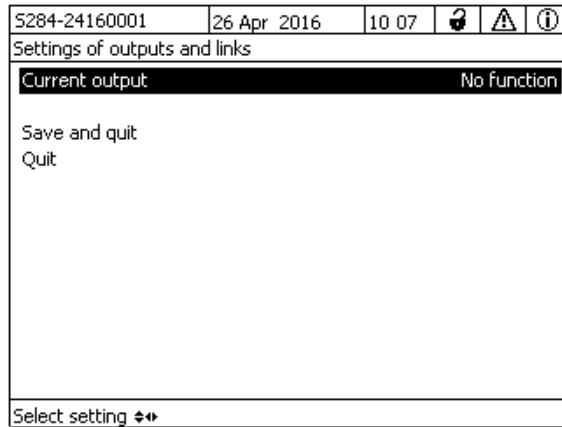 S284-24160001 26 Apr 2016 10 07
Settings of outputs and links
Current output No function
Save and quit
Quit
Select setting